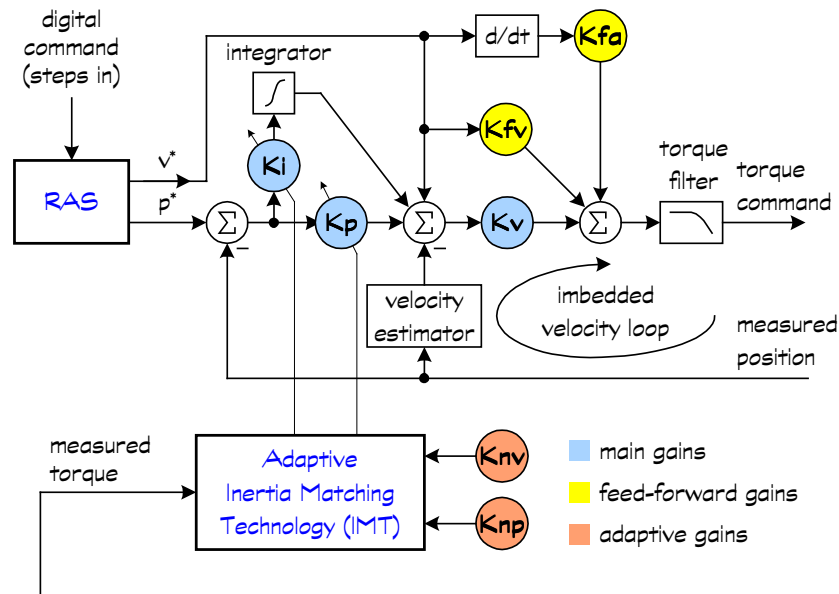 digital
command
(steps in)
integrator
d/dt
Kfa
Kfv
v*
p*
RAS
Ki
Σ
Kp
Σ
Kv
Σ
torque
filter
torque
command
−
−
velocity
estimator
imbedded
velocity loop
measured
position
measured
torque
Adaptive
Inertia Matching
Technology (IMT)
Knv
Knp
main gains
feed-forward gains
adaptive gains